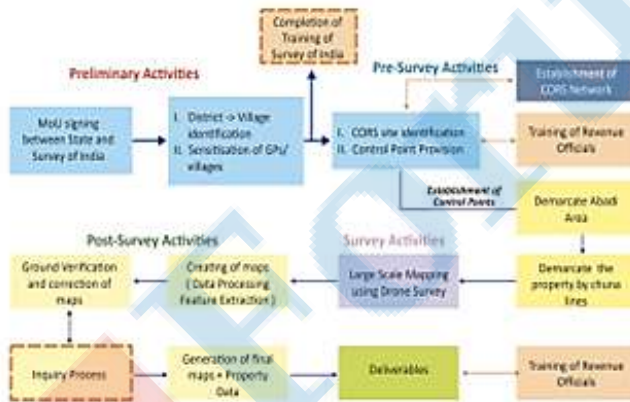 Completion of
Training of
Survey of India
Preliminary Activities
Pre-Survey Activities
Establishment of
CORS Network
MoU signing
between State and
Survey of India
I. District -> Village
identification
II. Sensitisation of GPs/
villages
I. CORS site identification
II. Control Point Provision
Training of Revenue
Officials
Establishment of
Control Points
Demarcate Abadi
Area
Post-Survey Activities
Survey Activities
Ground Verification
and correction of
maps
Creating of maps
( Data Processing
Feature Extraction )
Large Scale Mapping
using Drone Survey
Demarcate the
property by chuna
lines
Inquiry Process
Generation of final
maps + Property
Data
Deliverables
Training of Revenue
Officials